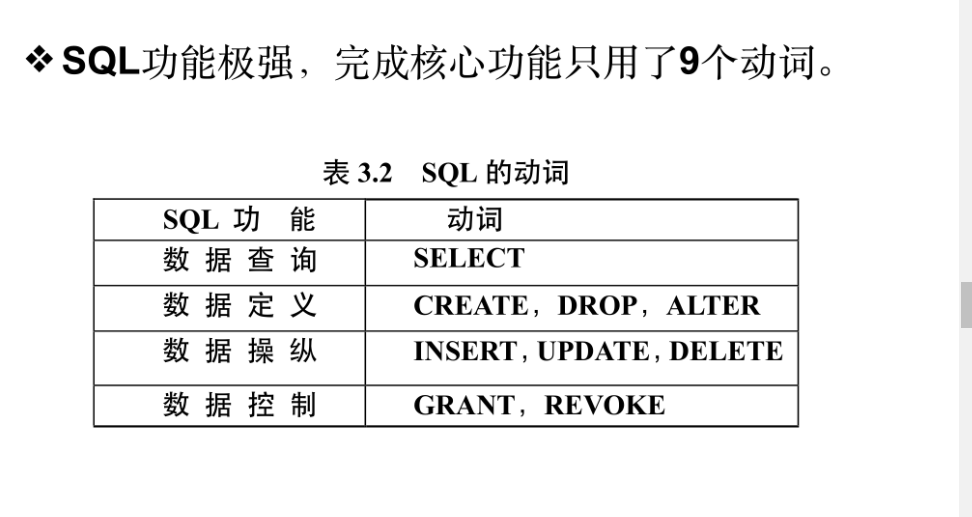 ❖ SQL功能极强，完成核心功能只用了9个动词。
表 3.2 SQL 的动词
SQL 功 能 动词
数 据 查 询 SELECT
数 据 定 义 CREATE，DROP，ALTER
数 据 操 纵 INSERT，UPDATE，DELETE
数 据 控 制 GRANT，REVOKE